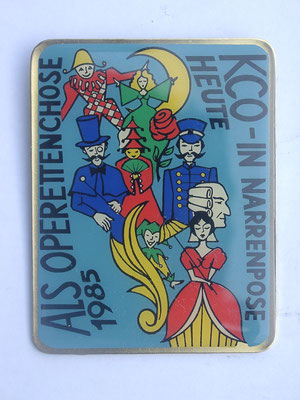 KCO-IN NARRENPOSE
HEUTE
ALS OPERETTENCHOSE
1985